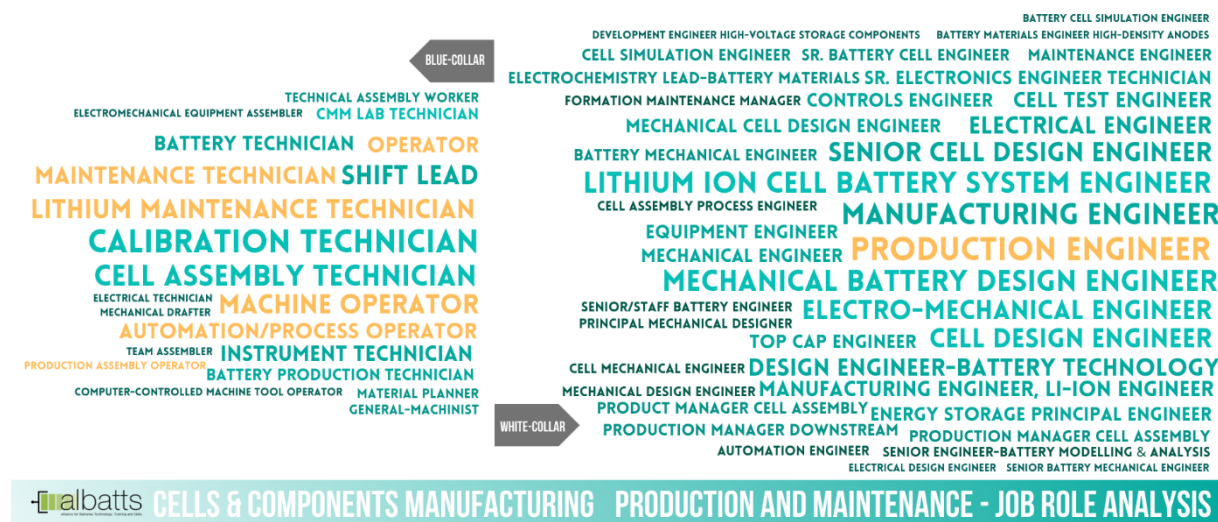 BLUE-COLLAR
TECHNICAL ASSEMBLY WORKER
ELECTROMECHANICAL EQUIPMENT ASSEMBLER CMM LAB TECHNICIAN
BATTERY TECHNICIAN OPERATOR
MAINTENANCE TECHNICIAN SHIFT LEAD
LITHIUM MAINTENANCE TECHNICIAN
CALIBRATION TECHNICIAN
CELL ASSEMBLY TECHNICIAN
ELECTRICAL TECHNICIAN
MECHANICAL DRAFTER
MACHINE OPERATOR
AUTOMATION/PROCESS OPERATOR
TEAM ASSEMBLER INSTRUMENT TECHNICIAN
PRODUCTION ASSEMBLY OPERATOR
BATTERY PRODUCTION TECHNICIAN
COMPUTER-CONTROLLED MACHINE TOOL OPERATOR MATERIAL PLANNER
GENERAL-MACHINIST
BATTERY CELL SIMULATION ENGINEER
DEVELOPMENT ENGINEER HIGH-VOLTAGE STORAGE COMPONENTS BATTERY MATERIALS ENGINEER HIGH-DENSITY ANODES
CELL SIMULATION ENGINEER SR. BATTERY CELL ENGINEER MAINTENANCE ENGINEER
ELECTROCHEMISTRY LEAD-BATTERY MATERIALS SR. ELECTRONICS ENGINEER TECHNICIAN
FORMATION MAINTENANCE MANAGER CONTROLS ENGINEER CELL TEST ENGINEER
MECHANICAL CELL DESIGN ENGINEER ELECTRICAL ENGINEER
BATTERY MECHANICAL ENGINEER SENIOR CELL DESIGN ENGINEER
LITHIUM ION CELL BATTERY SYSTEM ENGINEER
CELL ASSEMBLY PROCESS ENGINEER MANUFACTURING ENGINEER
EQUIPMENT ENGINEER
MECHANICAL ENGINEER PRODUCTION ENGINEER
MECHANICAL BATTERY DESIGN ENGINEER
SENIOR/STAFF BATTERY ENGINEER
PRINCIPAL MECHANICAL DESIGNER
ELECTRO-MECHANICAL ENGINEER
TOP CAP ENGINEER CELL DESIGN ENGINEER
CELL MECHANICAL ENGINEER DESIGN ENGINEER-BATTERY TECHNOLOGY
MECHANICAL DESIGN ENGINEER MANUFACTURING ENGINEER, LI-ION ENGINEER
PRODUCT MANAGER CELL ASSEMBLY ENERGY STORAGE PRINCIPAL ENGINEER
PRODUCTION MANAGER DOWNSTREAM PRODUCTION MANAGER CELL ASSEMBLY
AUTOMATION ENGINEER SENIOR ENGINEER-BATTERY MODELLING & ANALYSIS
ELECTRICAL DESIGN ENGINEER SENIOR BATTERY MECHANICAL ENGINEER
WHITE-COLLAR
albatts
Alliance for Batteries Technology, Training and Skills
CELLS & COMPONENTS MANUFACTURING PRODUCTION AND MAINTENANCE - JOB ROLE ANALYSIS